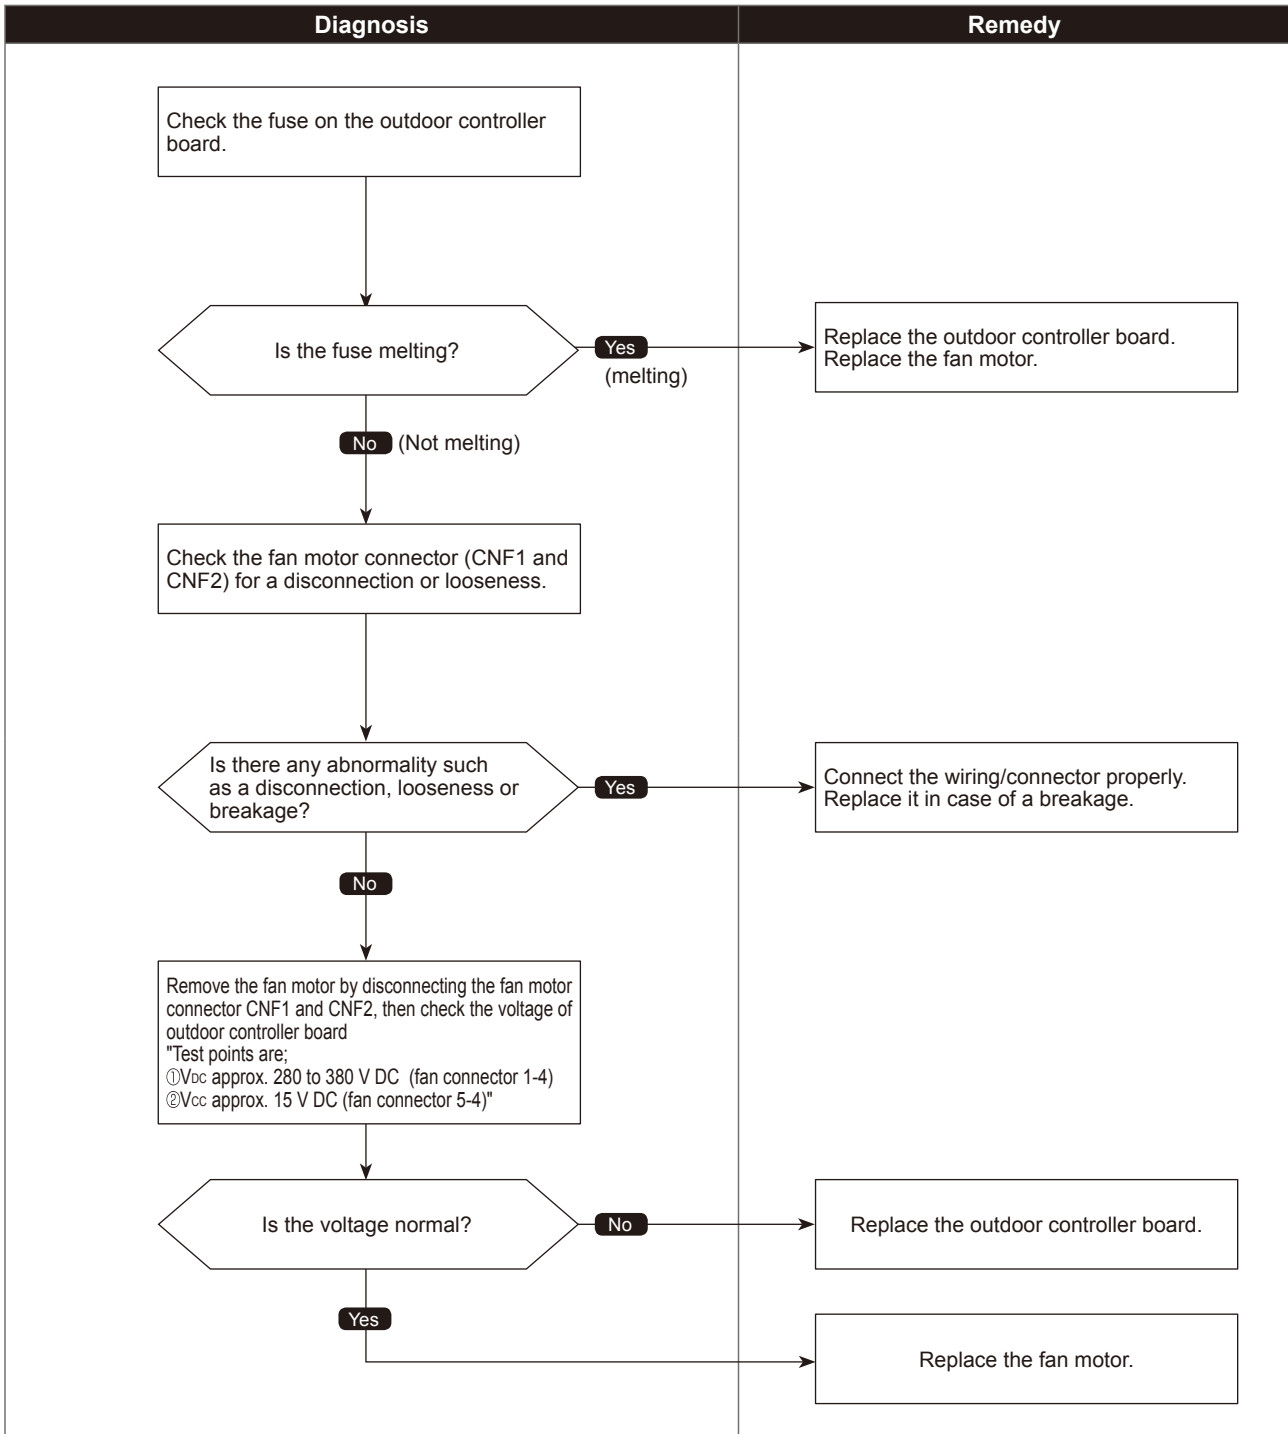 Diagnosis
Remedy
Check the fuse on the outdoor controller
board.
Is the fuse melting?
Yes
(melting)
Replace the outdoor controller board.
Replace the fan motor.
No (Not melting)
Check the fan motor connector (CNF1 and
CNF2) for a disconnection or looseness.
Is there any abnormality such
as a disconnection, looseness or
breakage?
Yes
Connect the wiring/connector properly.
Replace it in case of a breakage.
No
Remove the fan motor by disconnecting the fan motor
connector CNF1 and CNF2, then check the voltage of
outdoor controller board
"Test points are;
①VDC approx. 280 to 380 V DC (fan connector 1-4)
②VCC approx. 15 V DC (fan connector 5-4)"
Is the voltage normal?
No
Replace the outdoor controller board.
Yes
Replace the fan motor.